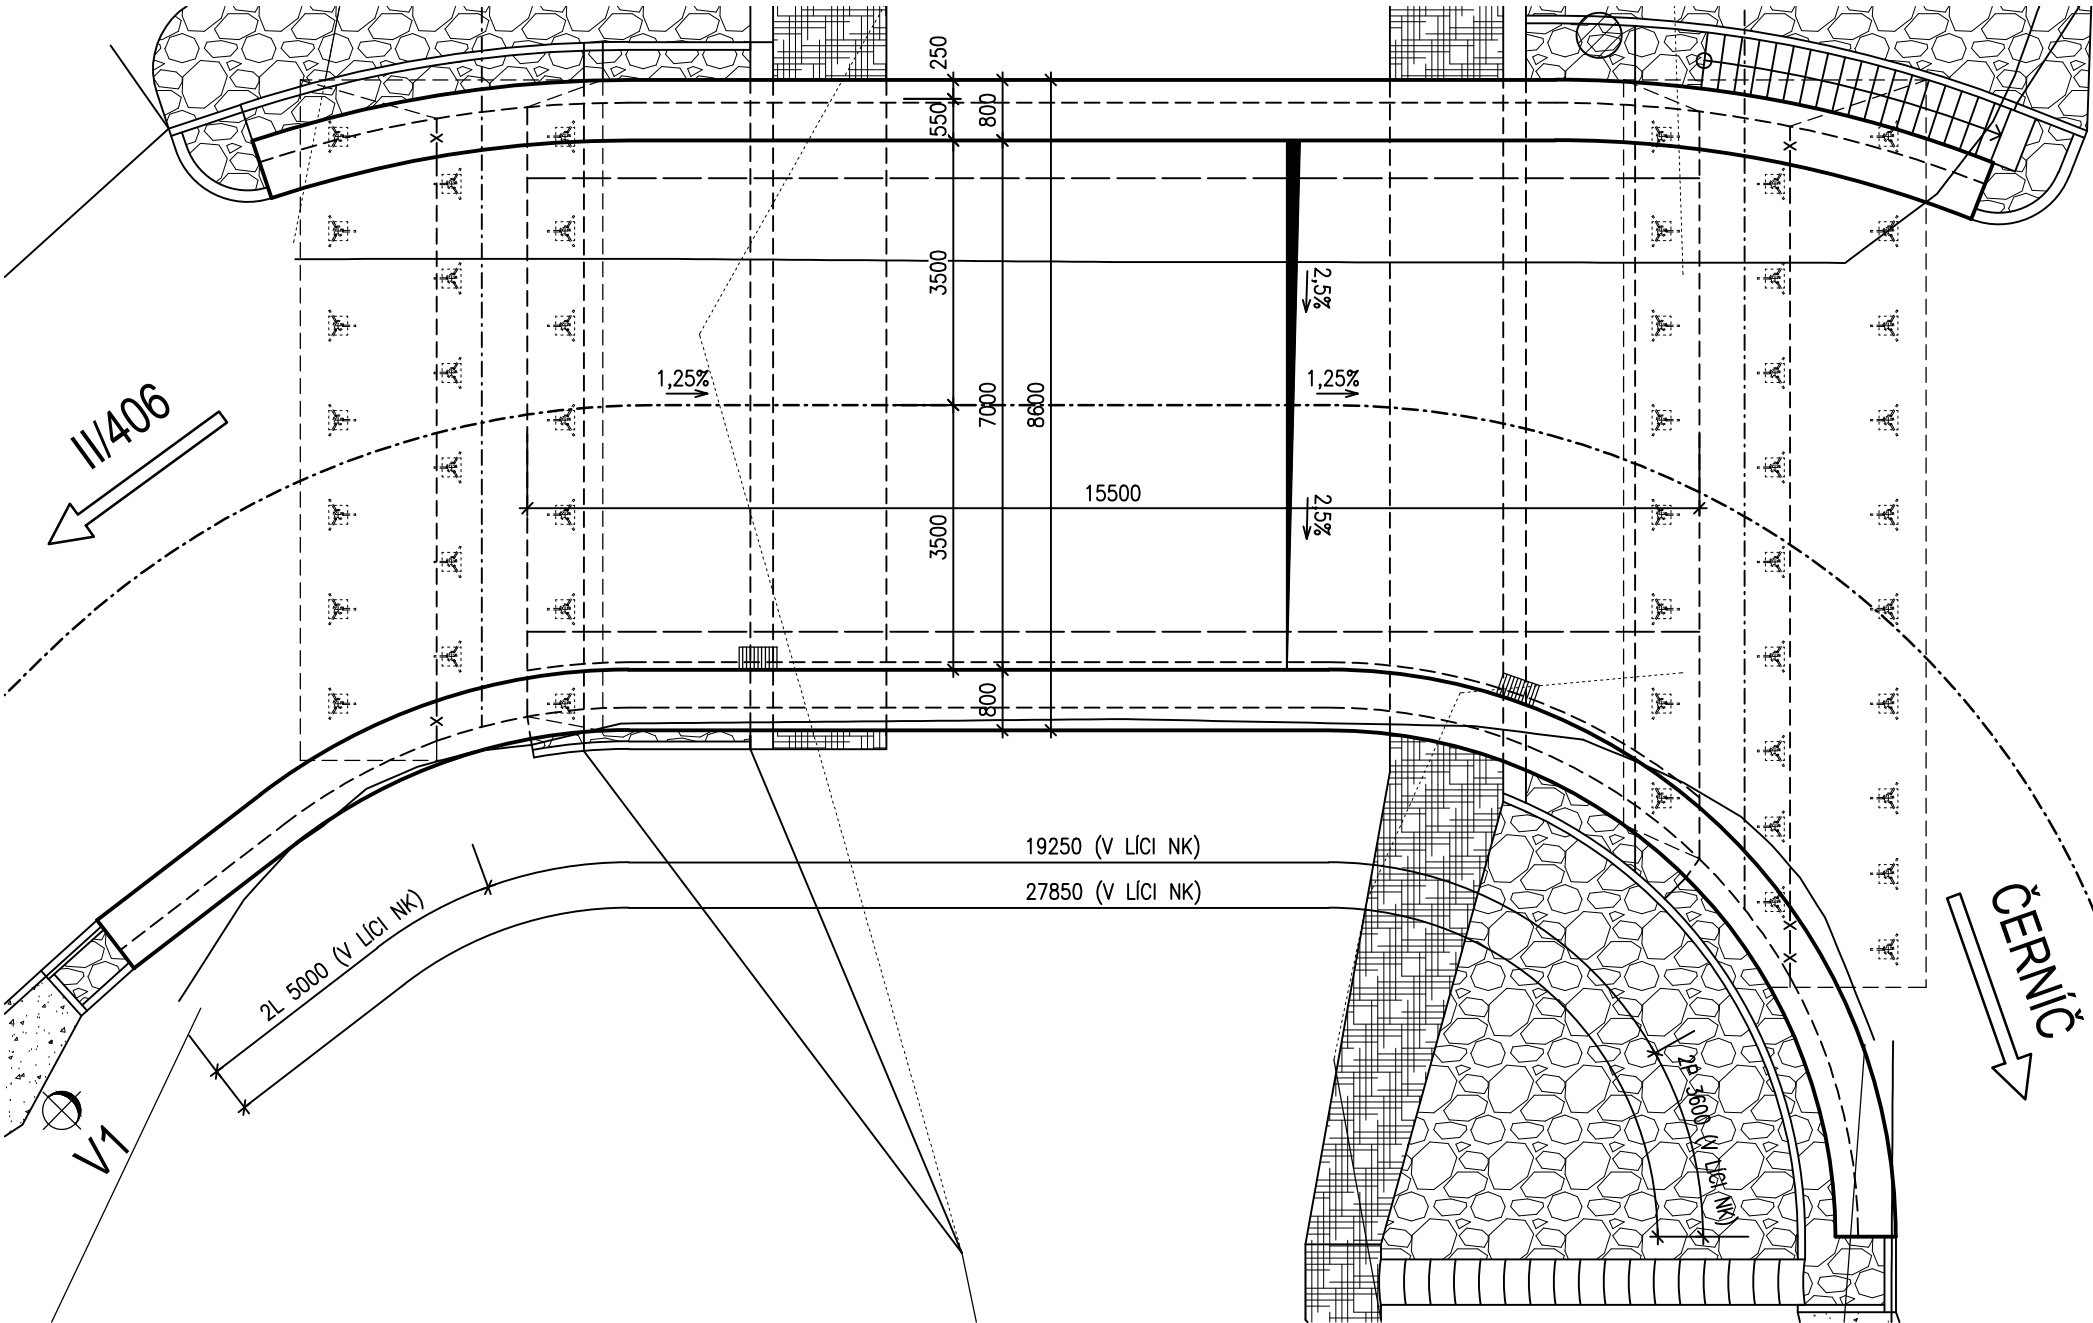 250
550
800
3500
2,5%
II/406
1,25%
7000
8600
1,25%
15500
3500
2,5%
800
19250 (V LÍCI NK)
27850 (V LÍCI NK)
2L 5000 (V LÍCI NK)
2P 3600 (V LÍCI NK)
ČERNÍČ
V1